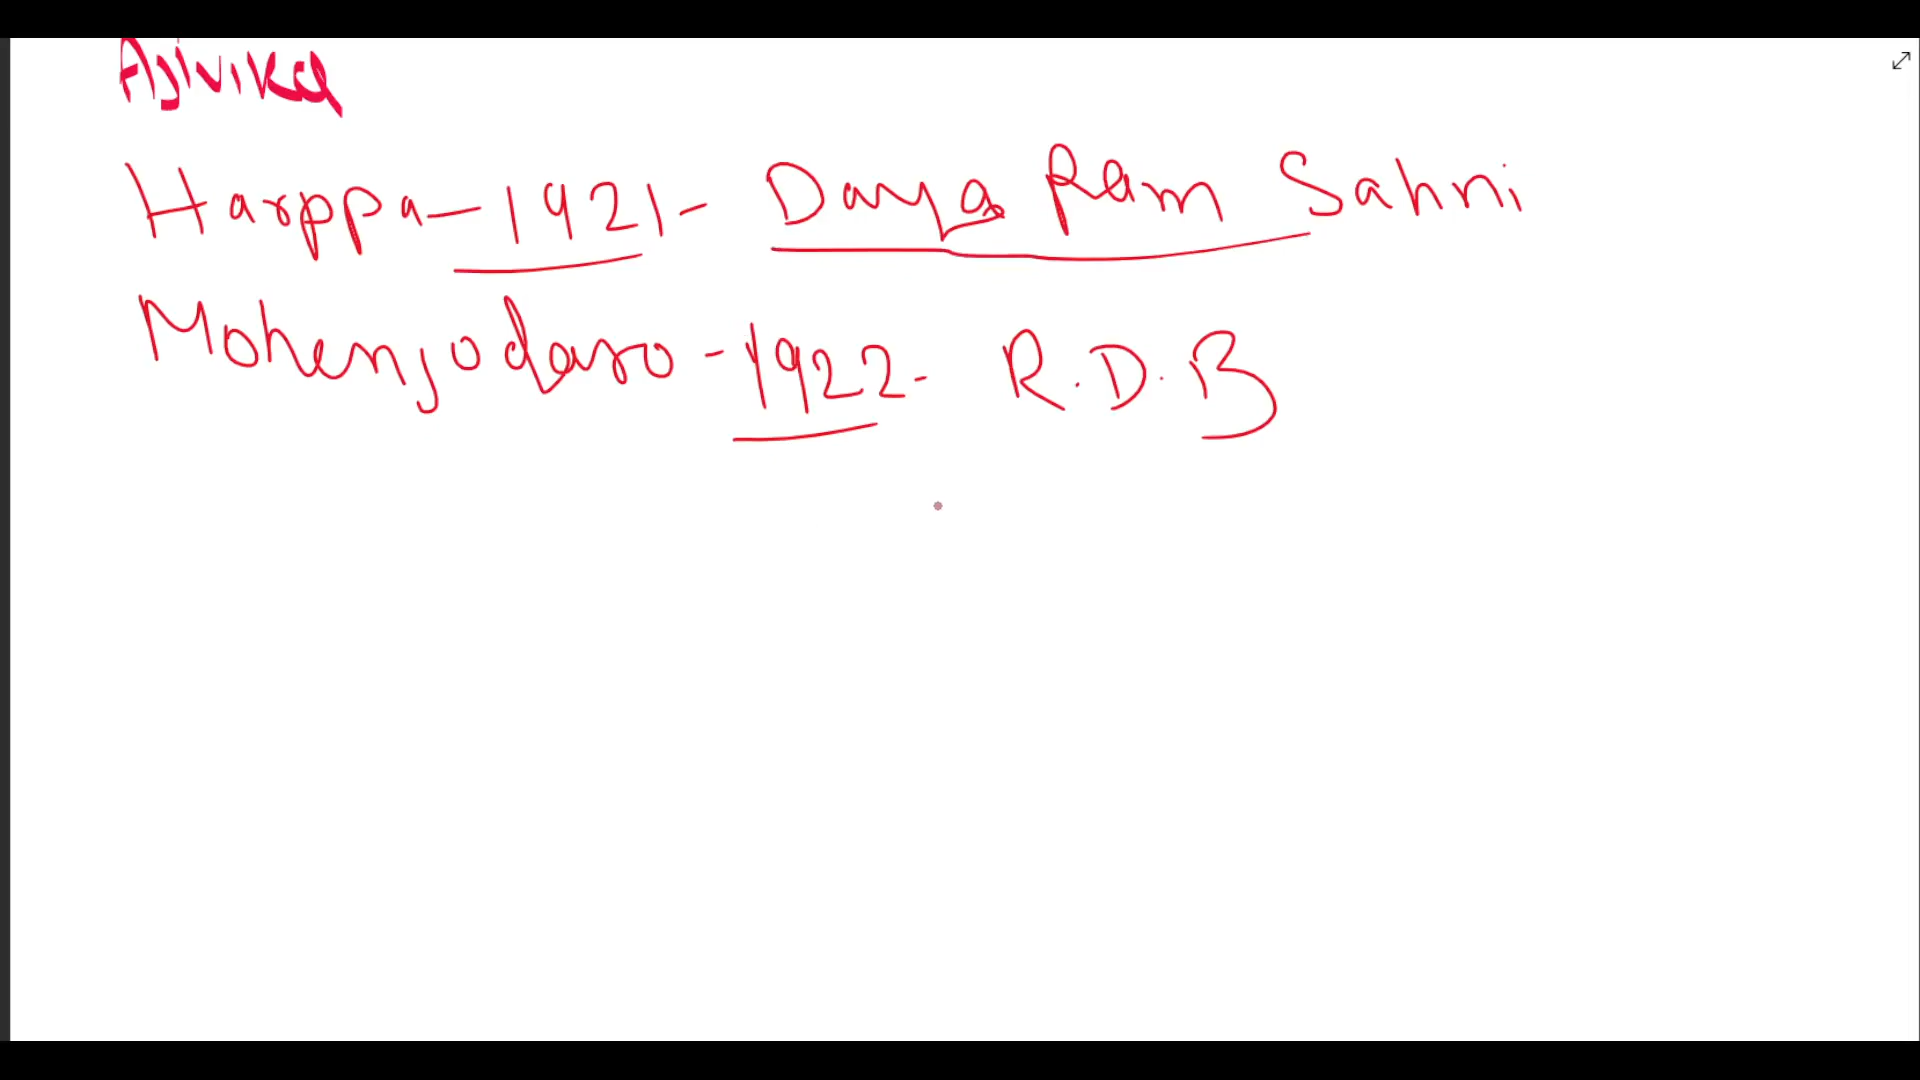 Ajivika
Harppa - 1921 - Daya Ram Sahni
Mohenjodaro - 1922 - R.D.B